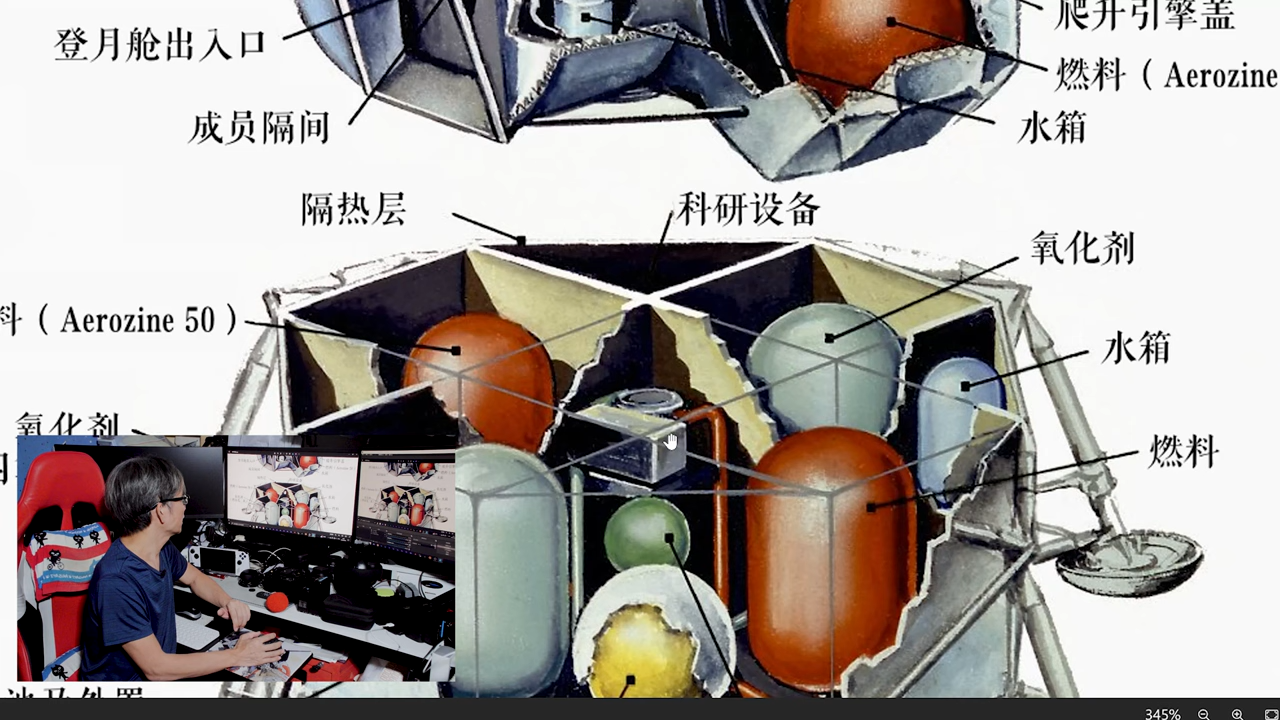 爬升引擎盖
登月舱出入口
燃料（Aerozine
成员隔间
水箱
隔热层
科研设备
氧化剂
料（Aerozine 50）
水箱
氧化剂
燃料
345%